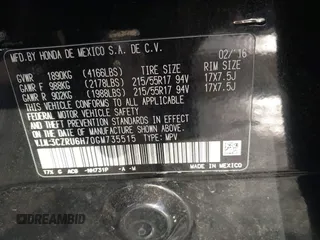 MFD.BY HONDA DE MEXICO S.A. DE C.V.
02/'16
GVWR 1890KG (4166LBS) TIRE SIZE RIM SIZE
GAWR F 988KG (2178LBS) 215/55R17 94V 17X7.5J
GAWR R 902KG (1988LBS) 215/55R17 94V 17X7.5J
THIS VEHICLE CONFORMS TO ALL APPLICABLE
FEDERAL MOTOR VEHICLE SAFETY AND
THEFT PREVENTION STANDARDS IN EFFECT ON THE
DATE OF MANUFACTURE SHOWN ABOVE.
V.I.N:3CZRU6H70GM735515 TYPE: MPV
17S G ACB -NH731P -A -W
MADE IN MEXICO
DREAMBID